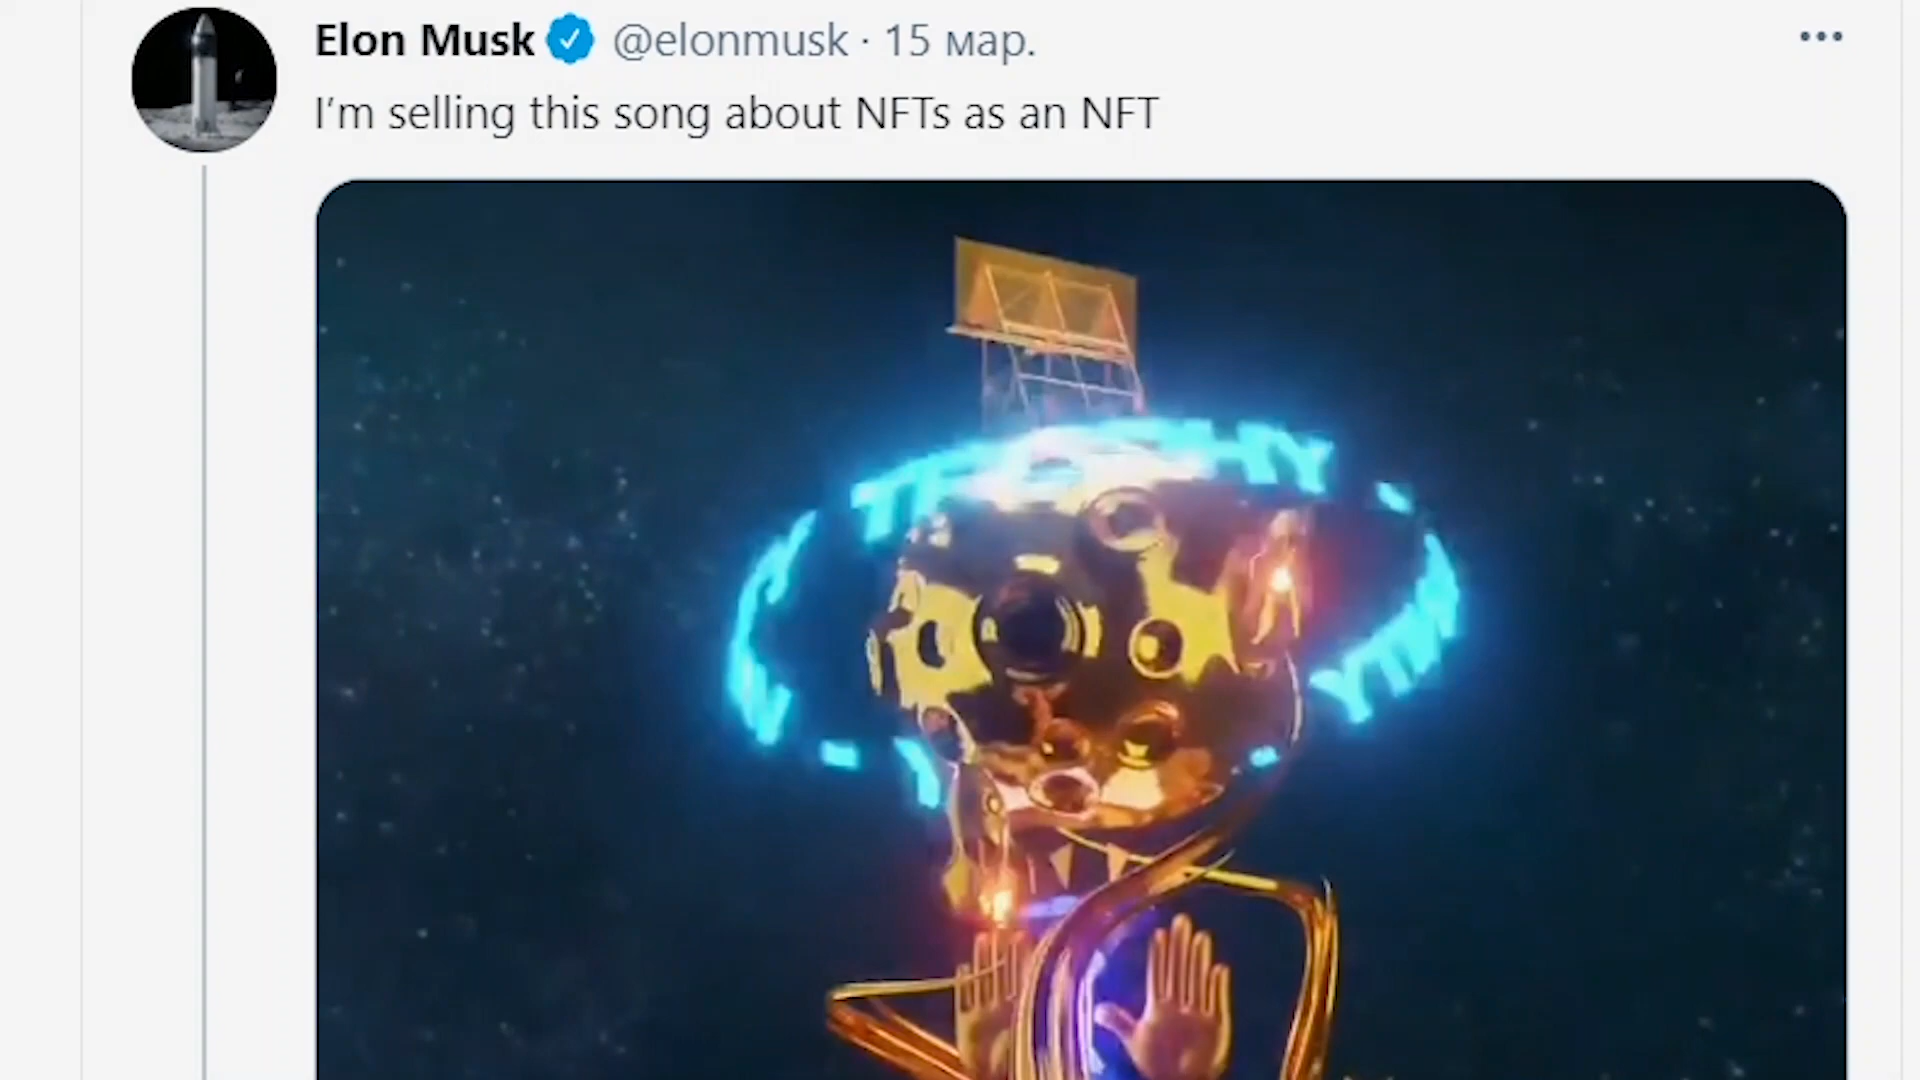 Elon Musk @elonmusk · 15 мар.
I’m selling this song about NFTs as an NFT